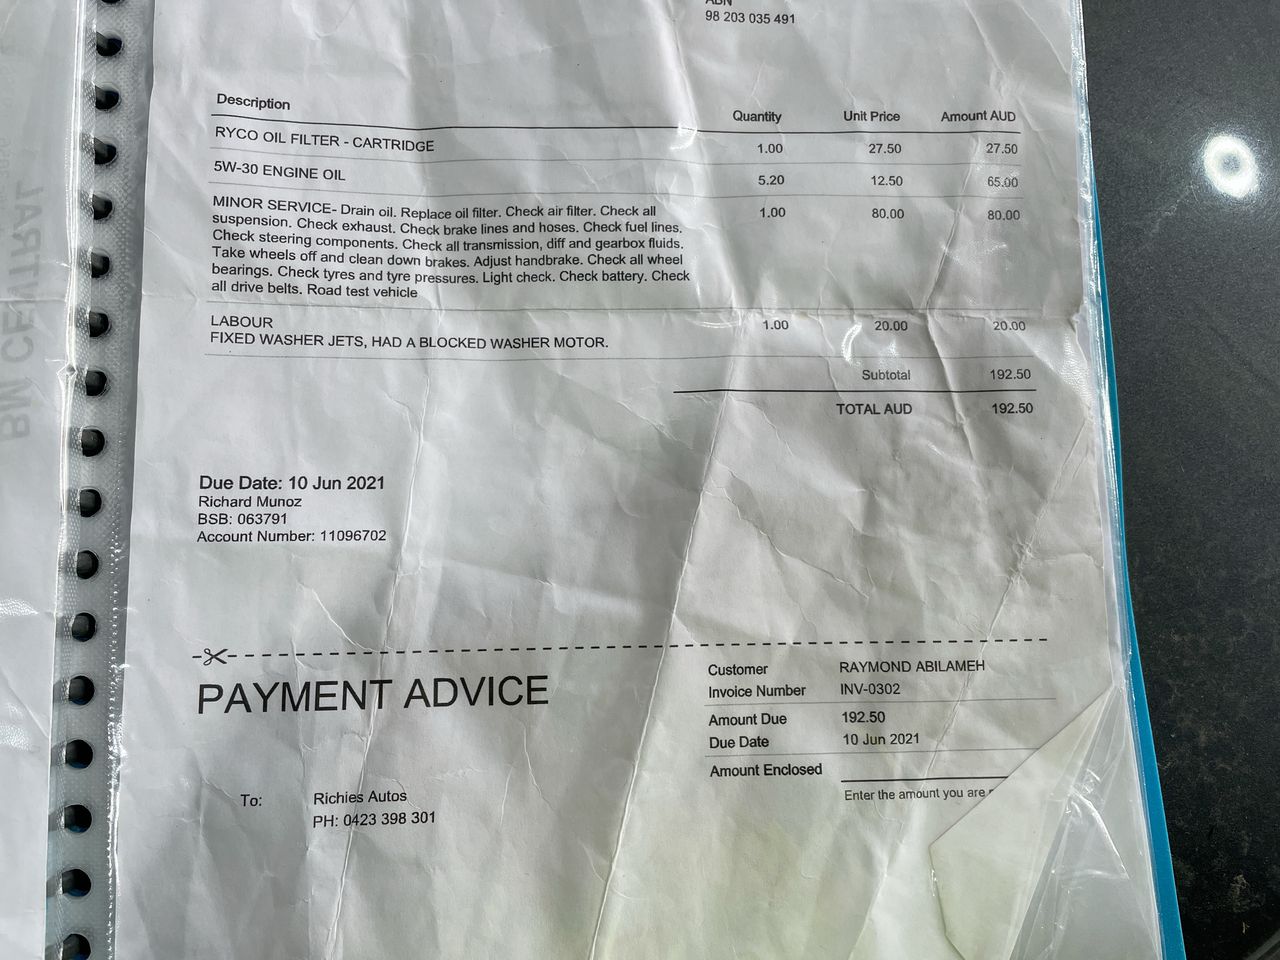 ABN
98 203 035 491
Description Quantity Unit Price Amount AUD
RYCO OIL FILTER - CARTRIDGE 1.00 27.50 27.50
5W-30 ENGINE OIL 5.20 12.50 65.00
MINOR SERVICE- Drain oil. Replace oil filter. Check air filter. Check all 1.00 80.00 80.00
suspension. Check exhaust. Check brake lines and hoses. Check fuel lines.
Check steering components. Check all transmission, diff and gearbox fluids.
Take wheels off and clean down brakes. Adjust handbrake. Check all wheel
bearings. Check tyres and tyre pressures. Light check. Check battery. Check
all drive belts. Road test vehicle
LABOUR 1.00 20.00 20.00
FIXED WASHER JETS, HAD A BLOCKED WASHER MOTOR.
Subtotal 192.50
TOTAL AUD 192.50
Due Date: 10 Jun 2021
Richard Munoz
BSB: 063791
Account Number: 11096702
PAYMENT ADVICE
Customer RAYMOND ABILAMEH
Invoice Number INV-0302
Amount Due 192.50
Due Date 10 Jun 2021
Amount Enclosed
Enter the amount you are
To: Richies Autos
PH: 0423 398 301